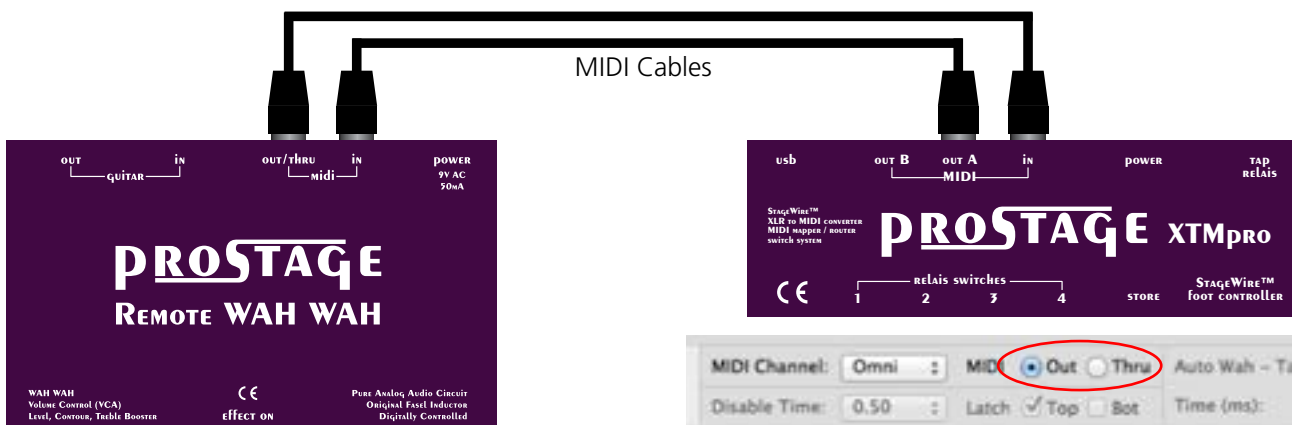 MIDI Cables
OUT IN OUT/THRU IN POWER
GUITAR MIDI 9V AC
50mA
PROSTAGE
REMOTE WAH WAH
WAH WAH
Volume Control (VCA)
Level, Contour, Treble Booster
CE
EFFECT ON
Pure Analog Audio Circuit
Original Fasel Inductor
Digitally Controlled
USB OUT B OUT A IN POWER TAP
MIDI RELAIS
StageWire™
XLR to MIDI converter
MIDI mapper / router
switch system
PROSTAGE XTMPRO
CE
RELAIS SWITCHES
1 2 3 4 STORE
StageWire™
foot controller
MIDI Channel: Omni MIDI Out Thru Auto Wah - Ta
Disable Time: 0.50 Latch Top Bot Time (ms):